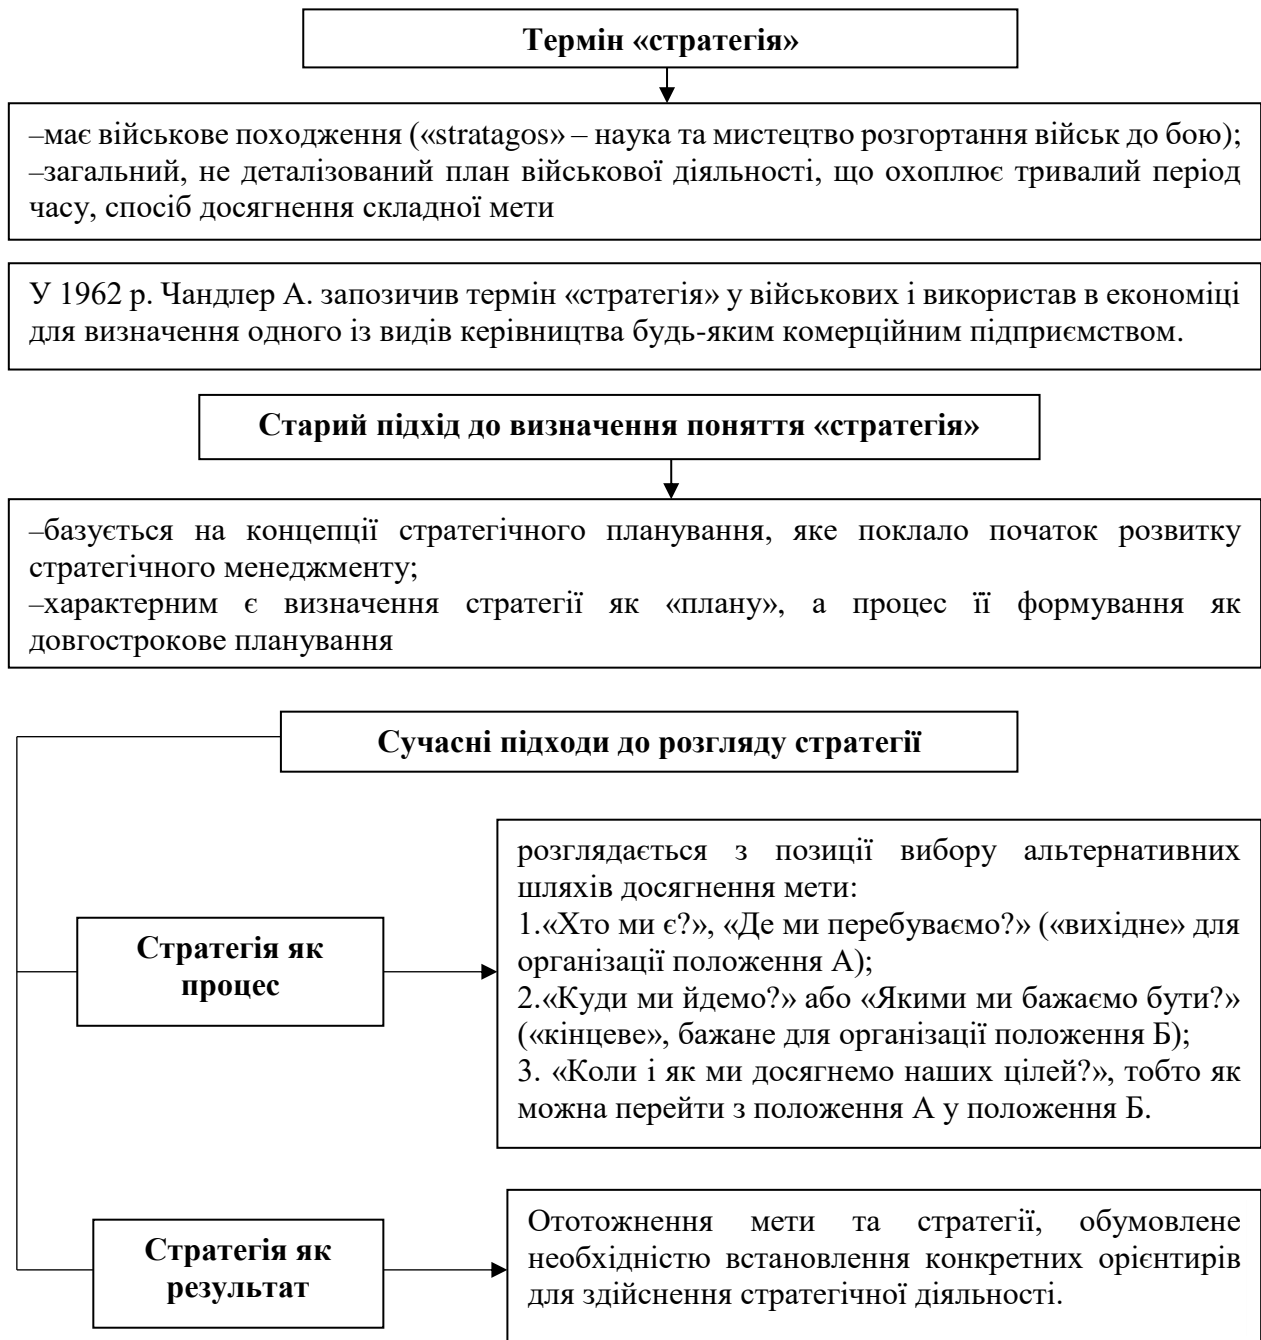 Термін «стратегія»
–має військове походження («stratagos» – наука та мистецтво розгортання військ до бою);
–загальний, не деталізований план військової діяльності, що охоплює тривалий період
часу, спосіб досягнення складної мети
У 1962 р. Чандлер А. запозичив термін «стратегія» у військових і використав в економіці
для визначення одного із видів керівництва будь-яким комерційним підприємством.
Старий підхід до визначення поняття «стратегія»
–базується на концепції стратегічного планування, яке поклало початок розвитку
стратегічного менеджменту;
–характерним є визначення стратегії як «плану», а процес її формування як
довгострокове планування
Сучасні підходи до розгляду стратегії
Стратегія як
процес
розглядається з позиції вибору альтернативних
шляхів досягнення мети:
1.«Хто ми є?», «Де ми перебуваємо?» («вихідне» для
організації положення А);
2.«Куди ми йдемо?» або «Якими ми бажаємо бути?»
(«кінцеве», бажане для організації положення Б);
3. «Коли і як ми досягнемо наших цілей?», тобто як
можна перейти з положення А у положення Б.
Стратегія як
результат
Ототожнення мети та стратегії, обумовлене
необхідністю встановлення конкретних орієнтирів
для здійснення стратегічної діяльності.